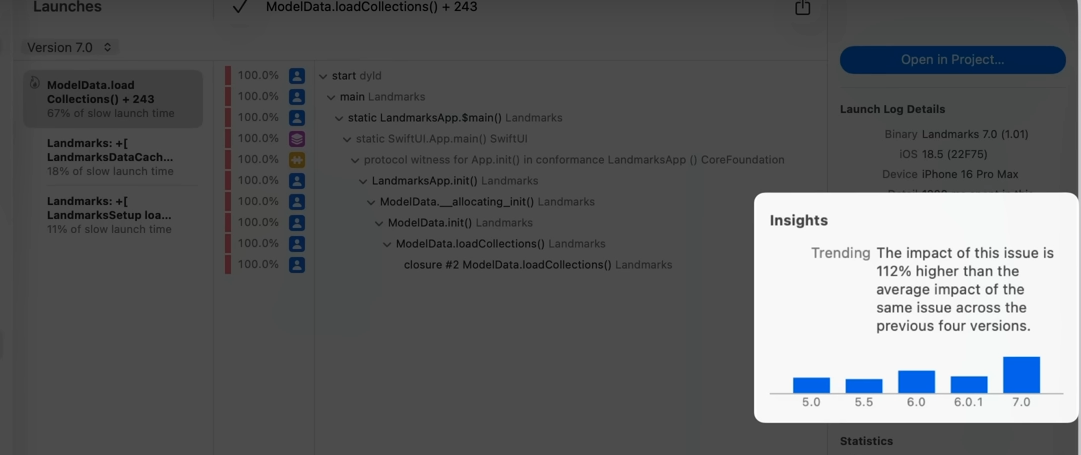 Launches
ModelData.loadCollections() + 243
Version 7.0
ModelData.load
Collections() + 243
67% of slow launch time
Landmarks: +[
LandmarksDataCach...
18% of slow launch time
Landmarks: +[
LandmarksSetup loa...
11% of slow launch time
100.0% start dyld
100.0% main Landmarks
100.0% static LandmarksApp.$main() Landmarks
100.0% static SwiftUI.App.main() SwiftUI
100.0% protocol witness for App.init() in conformance LandmarksApp () CoreFoundation
100.0% LandmarksApp.init() Landmarks
100.0% ModelData.__allocating_init() Landmarks
100.0% ModelData.init() Landmarks
100.0% ModelData.loadCollections() Landmarks
100.0% closure #2 ModelData.loadCollections() Landmarks
Open in Project...
Launch Log Details
Binary Landmarks 7.0 (1.01)
iOS 18.5 (22F75)
Device iPhone 16 Pro Max
Insights
Trending The impact of this issue is
112% higher than the
average impact of the
same issue across the
previous four versions.
5.0 5.5 6.0 6.0.1 7.0
Statistics